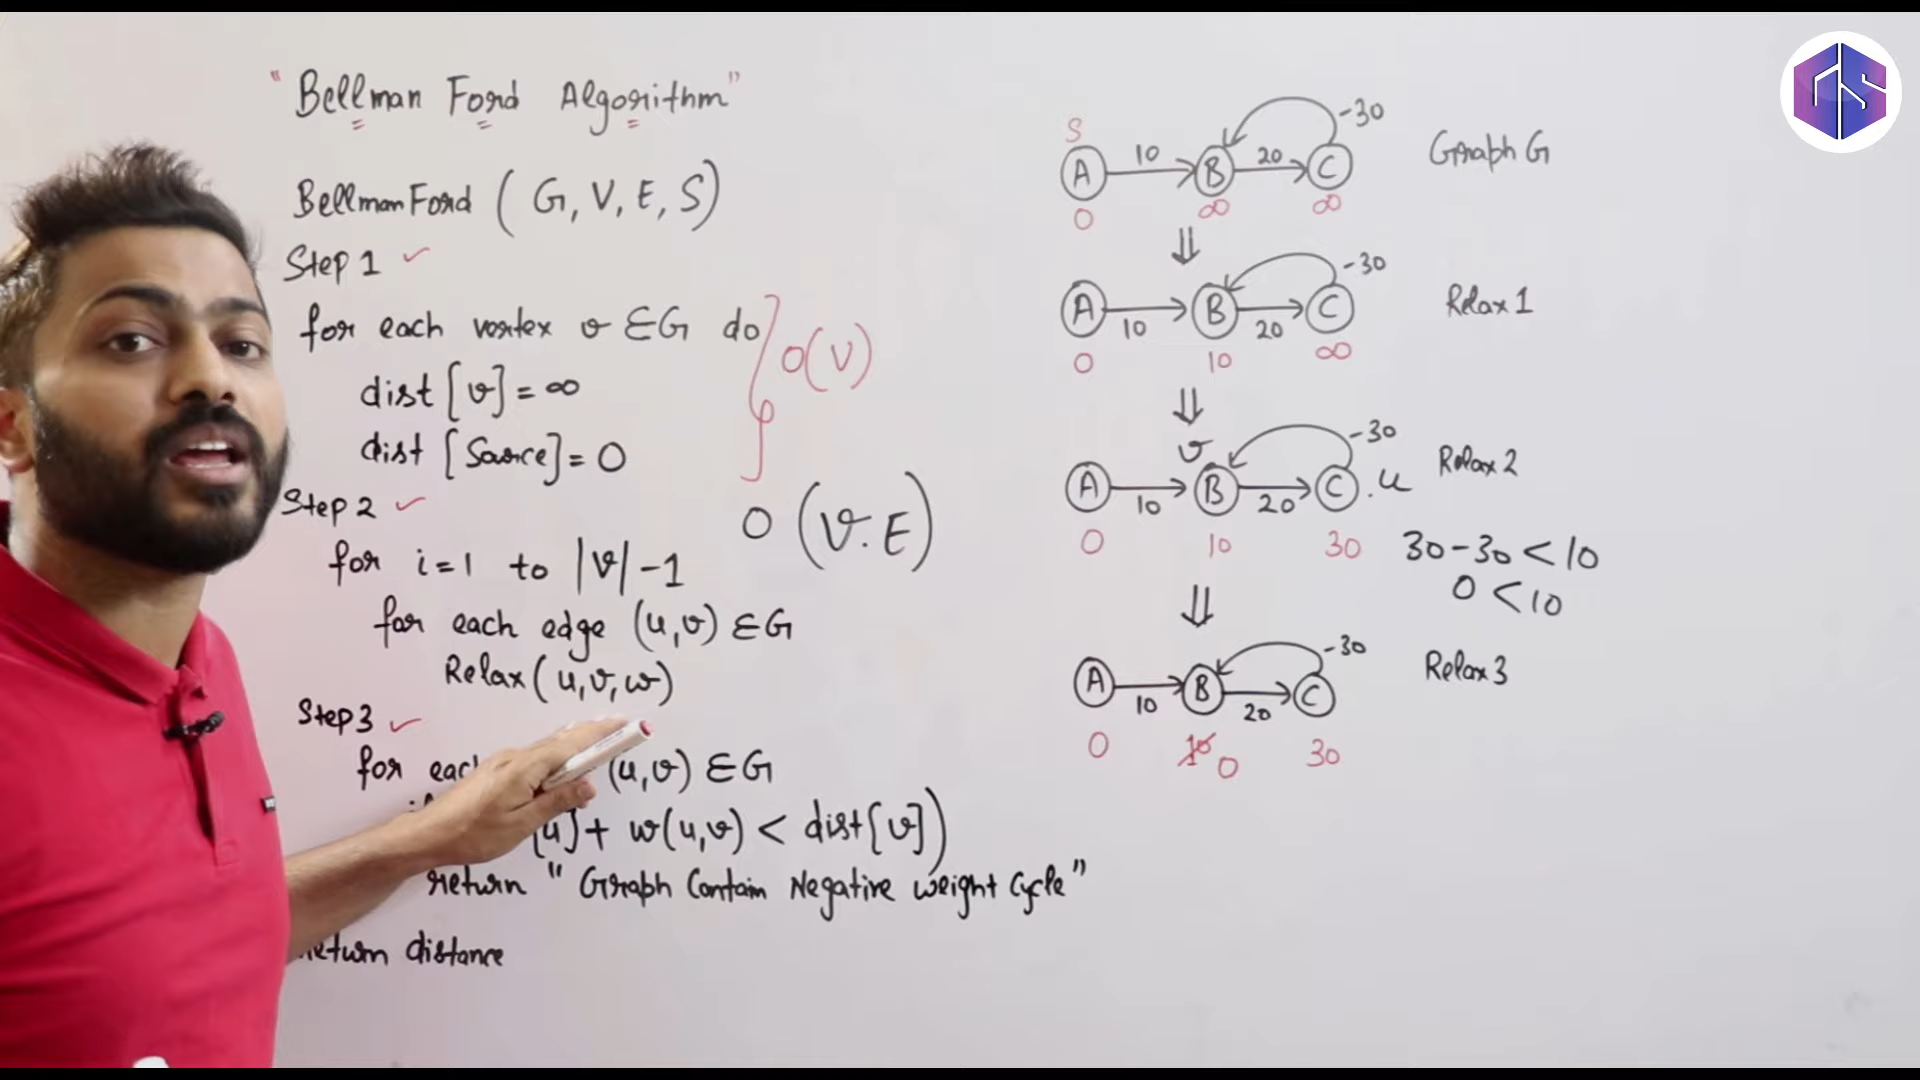 "Bellman Ford Algorithm"
BellmanFord (G, V, E, S)
Step 1 ✓
for each vertex v ∈G do
dist [v] = ∞
dist [Source] = 0
O(V)
Step 2 ✓
for i=1 to |v| -1
for each edge (u,v) ∈G
Relax (u,v,w)
O (V.E)
Step3 ✓
for (u,v) ∈G
[u] + w(u,v) < dist[v])
return "Graph Contain Negative weight Cycle"
return distance
S
A 10 B 20 C -30 Graph G
0 ∞ ∞
⇓
A 10 B 20 C -30 Relax 1
0 10 ∞
⇓
v
A 10 B 20 C .u -30 Relax 2
0 10 30
30-30 < 10
0 < 10
⇓
A 10 B 20 C -30 Relax 3
0 10 0 30